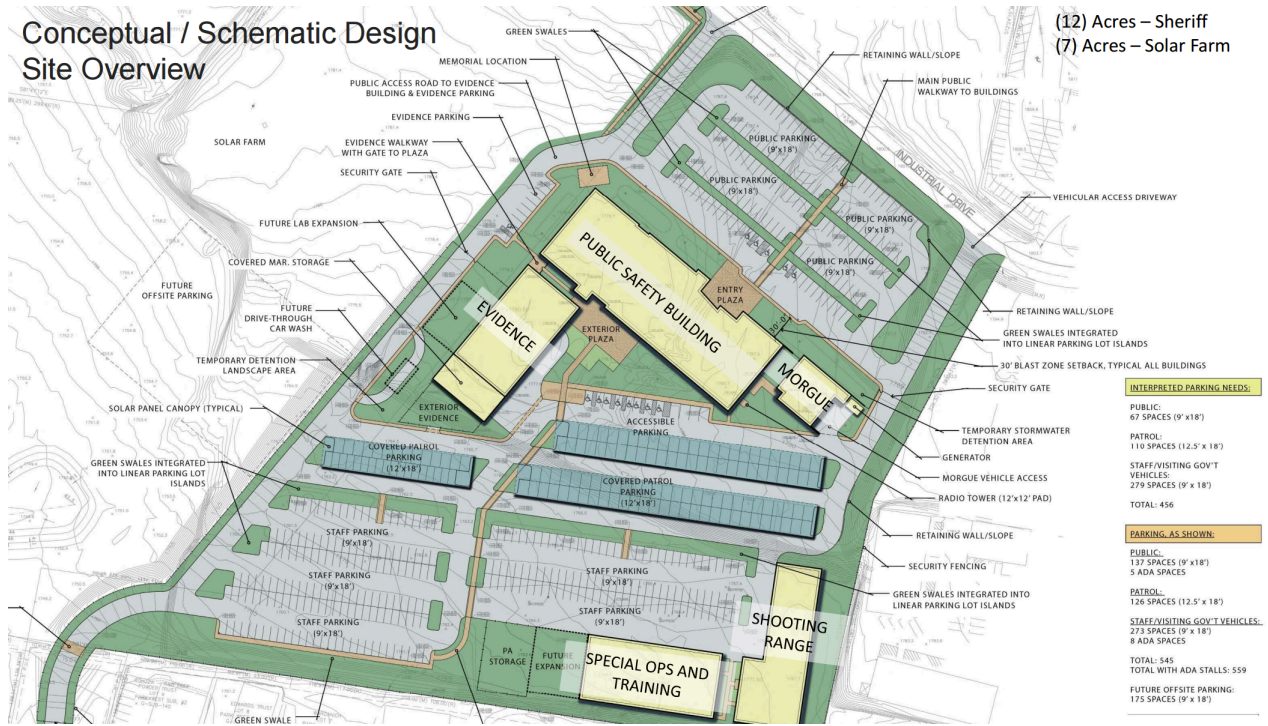 Conceptual / Schematic Design
Site Overview
(12) Acres – Sheriff
(7) Acres – Solar Farm
GREEN SWALES
MEMORIAL LOCATION
PUBLIC ACCESS ROAD TO EVIDENCE
BUILDING & EVIDENCE PARKING
EVIDENCE PARKING
EVIDENCE WALKWAY
WITH GATE TO PLAZA
SECURITY GATE
SOLAR FARM
FUTURE LAB EXPANSION
COVERED MAR. STORAGE
FUTURE
OFFSITE PARKING
FUTURE
DRIVE-THROUGH
CAR WASH
TEMPORARY DETENTION
LANDSCAPE AREA
SOLAR PANEL CANOPY (TYPICAL)
GREEN SWALES INTEGRATED
INTO LINEAR PARKING LOT
ISLANDS
RETAINING WALL/SLOPE
MAIN PUBLIC
WALKWAY TO BUILDINGS
INDUSTRIAL DRIVE
VEHICULAR ACCESS DRIVEWAY
PUBLIC PARKING
(9'x18')
PUBLIC PARKING
(9'x18')
PUBLIC PARKING
(9'x18')
PUBLIC PARKING
(9'x18')
PUBLIC SAFETY BUILDING
ENTRY
PLAZA
EVIDENCE
EXTERIOR
PLAZA
30'-0"
MORGUE
EXTERIOR
EVIDENCE
ACCESSIBLE
PARKING
COVERED PATROL
PARKING
(12'x18')
COVERED PATROL
PARKING
(12'x18')
RETAINING WALL/SLOPE
GREEN SWALES INTEGRATED
INTO LINEAR PARKING LOT ISLANDS
30' BLAST ZONE SETBACK, TYPICAL ALL BUILDINGS
SECURITY GATE
TEMPORARY STORMWATER
DETENTION AREA
GENERATOR
MORGUE VEHICLE ACCESS
RADIO TOWER (12'x12' PAD)
RETAINING WALL/SLOPE
SECURITY FENCING
GREEN SWALES INTEGRATED INTO
LINEAR PARKING LOT ISLANDS
STAFF PARKING
(9'x18')
STAFF PARKING
(9'x18')
STAFF PARKING
(9'x18')
STAFF PARKING
(9'x18')
STAFF PARKING
(9'x18')
PA
STORAGE
FUTURE
EXPANSION
SPECIAL OPS AND
TRAINING
SHOOTING
RANGE
GREEN SWALE
INTERPRETED PARKING NEEDS:
PUBLIC:
67 SPACES (9' x18')
PATROL:
110 SPACES (12.5' x 18')
STAFF/VISITING GOV'T
VEHICLES:
279 SPACES (9' x 18')
TOTAL: 456
PARKING, AS SHOWN:
PUBLIC:
137 SPACES (9' x18')
5 ADA SPACES
PATROL:
126 SPACES (12.5' x 18')
STAFF/VISITING GOV'T VEHICLES:
273 SPACES (9' x 18')
8 ADA SPACES
TOTAL: 545
TOTAL WITH ADA STALLS: 559
FUTURE OFFSITE PARKING:
175 SPACES (9' x 18')